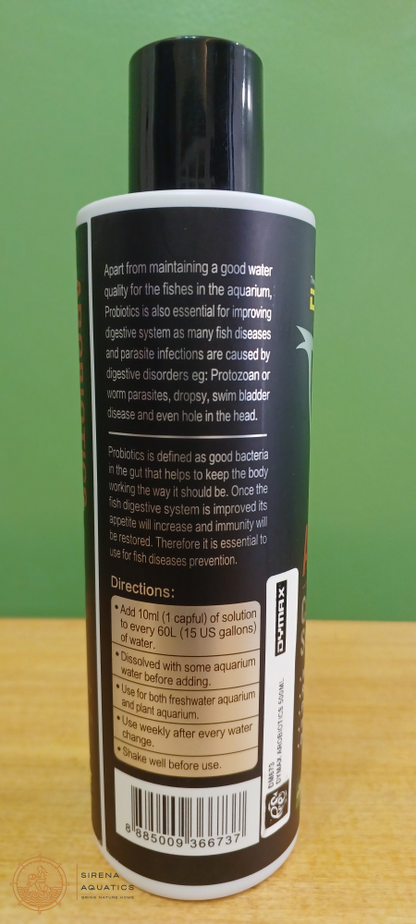 Apart from maintaining a good water
quality for the fishes in the aquarium,
Probiotics is also essential for improving
digestive system as many fish diseases
and parasite infections are caused by
digestive disorders eg: Protozoan or
worm parasites, dropsy, swim bladder
disease and even hole in the head.
Probiotics is defined as good bacteria
in the gut that helps to keep the body
working the way it should be. Once the
fish digestive system is improved its
appetite will increase and immunity will
be restored. Therefore it is essential to
use for fish diseases prevention.
Directions:
• Add 10ml (1 capful) of solution
to every 60L (15 US gallons)
of water.
• Dissolved with some aquarium
water before adding.
• Use for both freshwater aquarium
and plant aquarium.
• Use weekly after every water
change.
• Shake well before use.
8 885009 366737
DYMAX
DM673
DYMAX AROBIOTICS 500ML
SIRENA
AQUATICS
BRING NATURE HOME